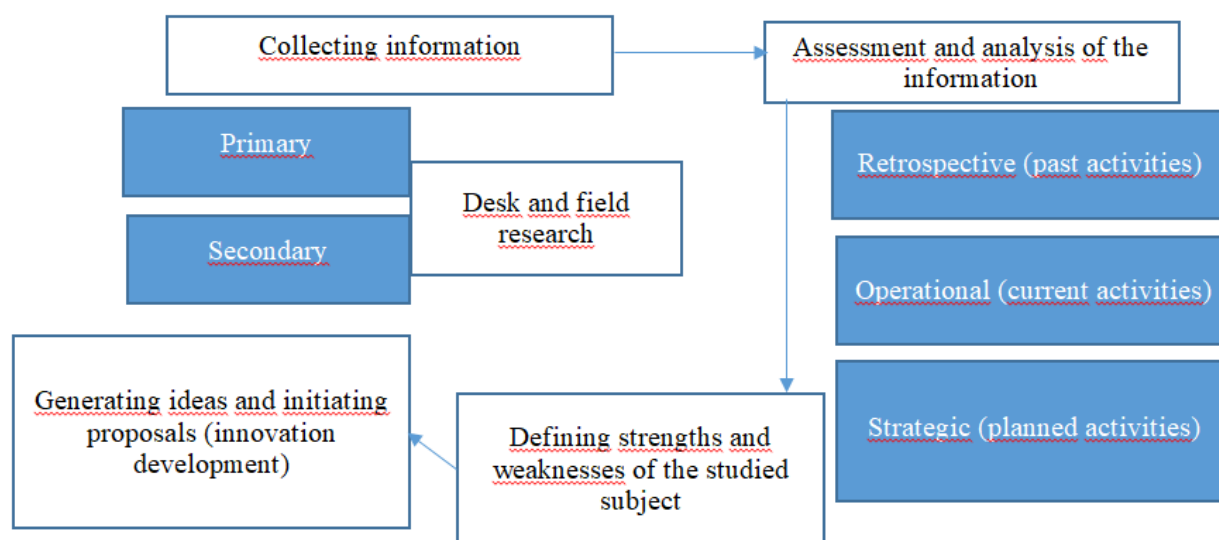 Collecting information
Assessment and analysis of the
information
Primary
Retrospective (past activities)
Desk and field
research
Secondary
Operational (current activities)
Generating ideas and initiating
proposals (innovation
development)
Strategic (planned activities)
Defining strengths and
weaknesses of the studied
subject